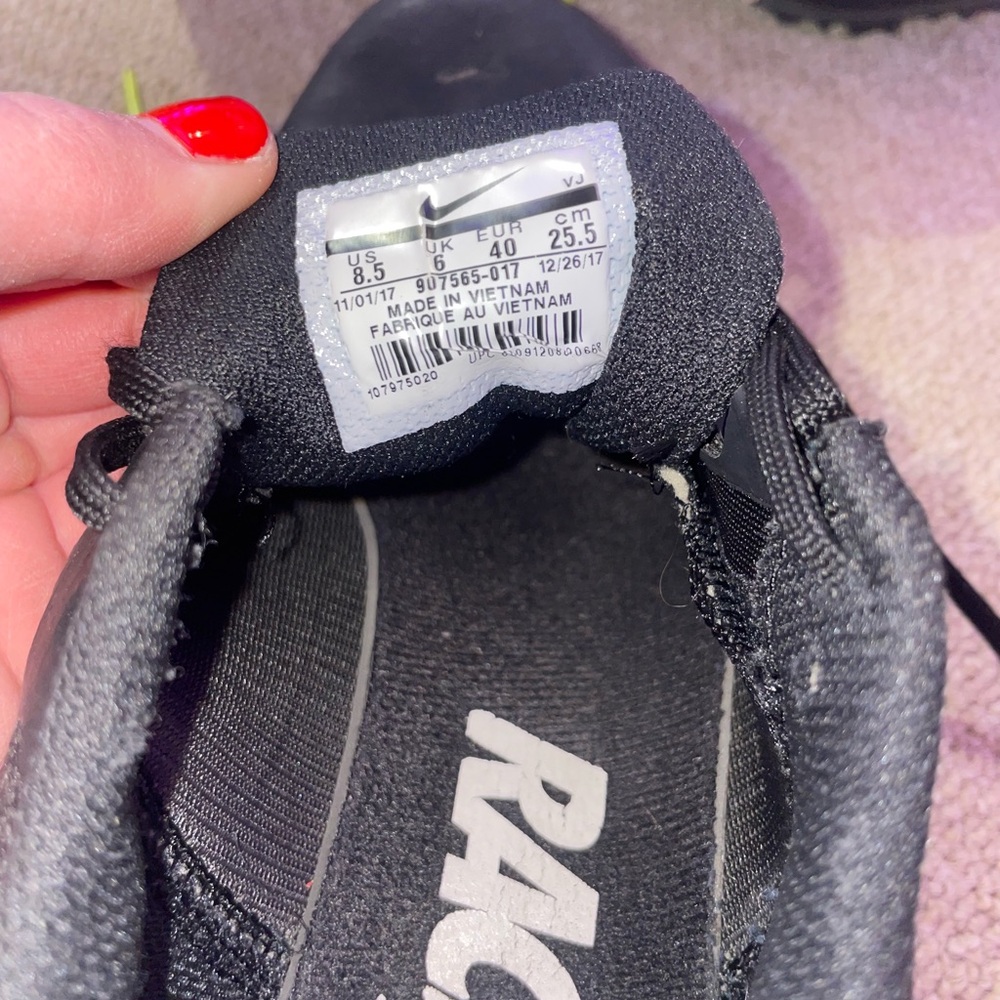 VJ
US UK EUR cm
8.5 6 40 25.5
11/01/17 907565-017 12/26/17
MADE IN VIETNAM
FABRIQUE AU VIETNAM
UPC
107975020
RAC